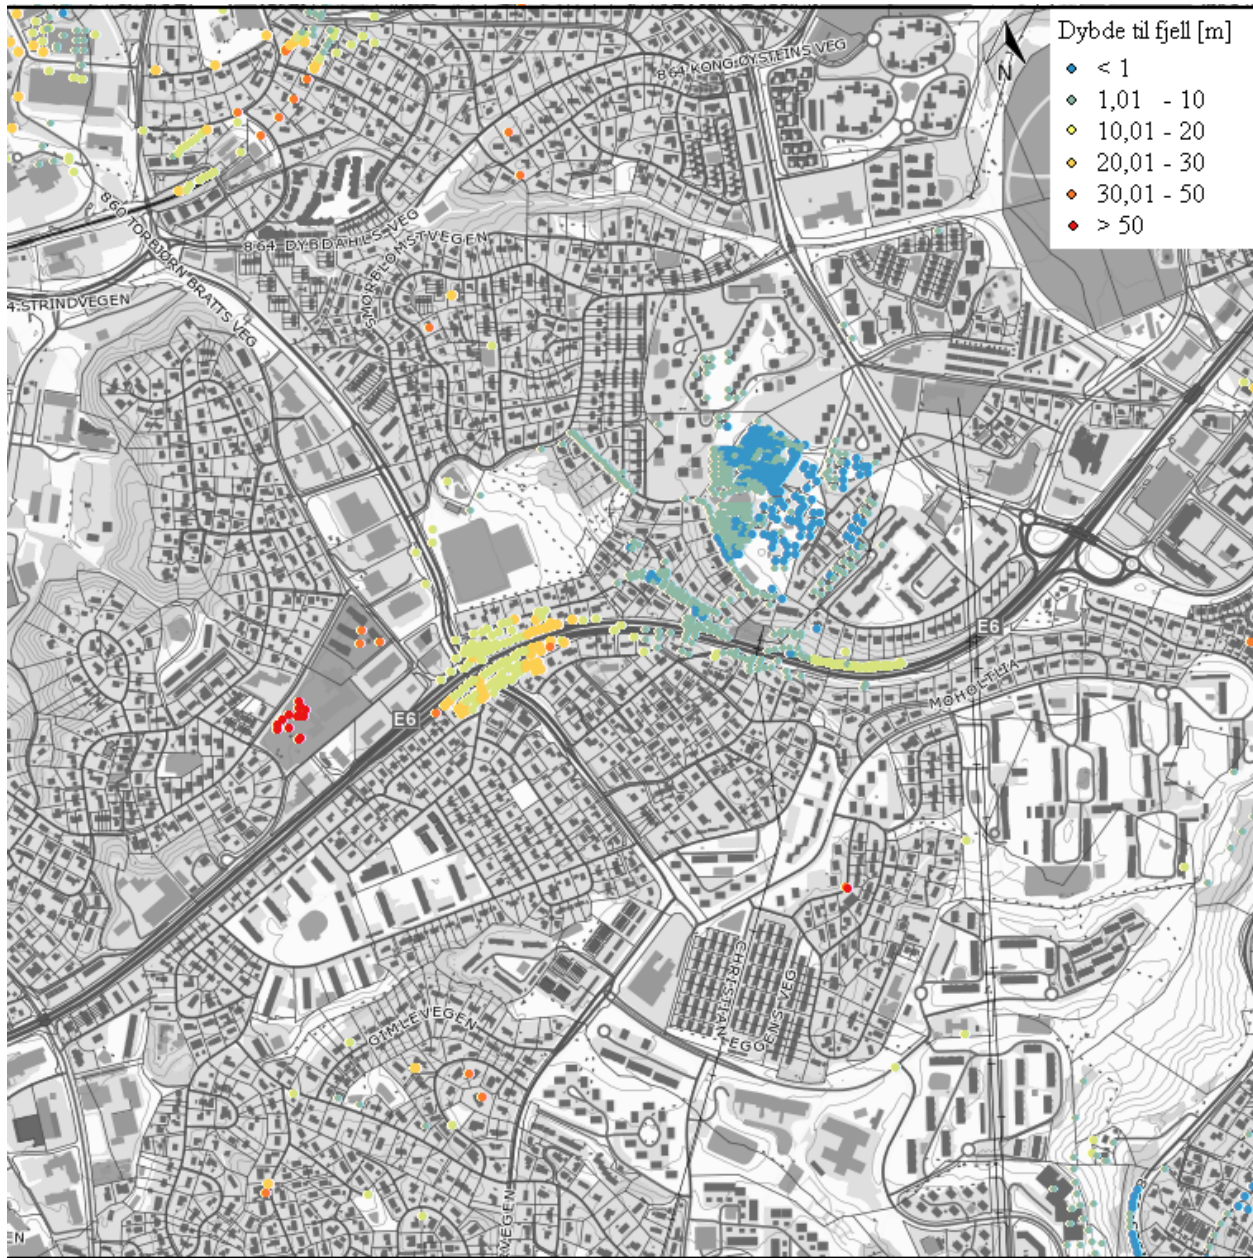 Dybde til fjell [m]
< 1
1,01 - 10
10,01 - 20
20,01 - 30
30,01 - 50
> 50
N
864 KONG ØYSTEINS VEG
860 TORBJØRN BRATTS VEG
864 DYBDAHLS VEG
SMØRBLOMSTVEGEN
4 STRINDVEGEN
E6
MOHOLTLIA
E6
CHRISTIAN EGGENS VEG
GIMLEVEGEN
VEGEN
EN